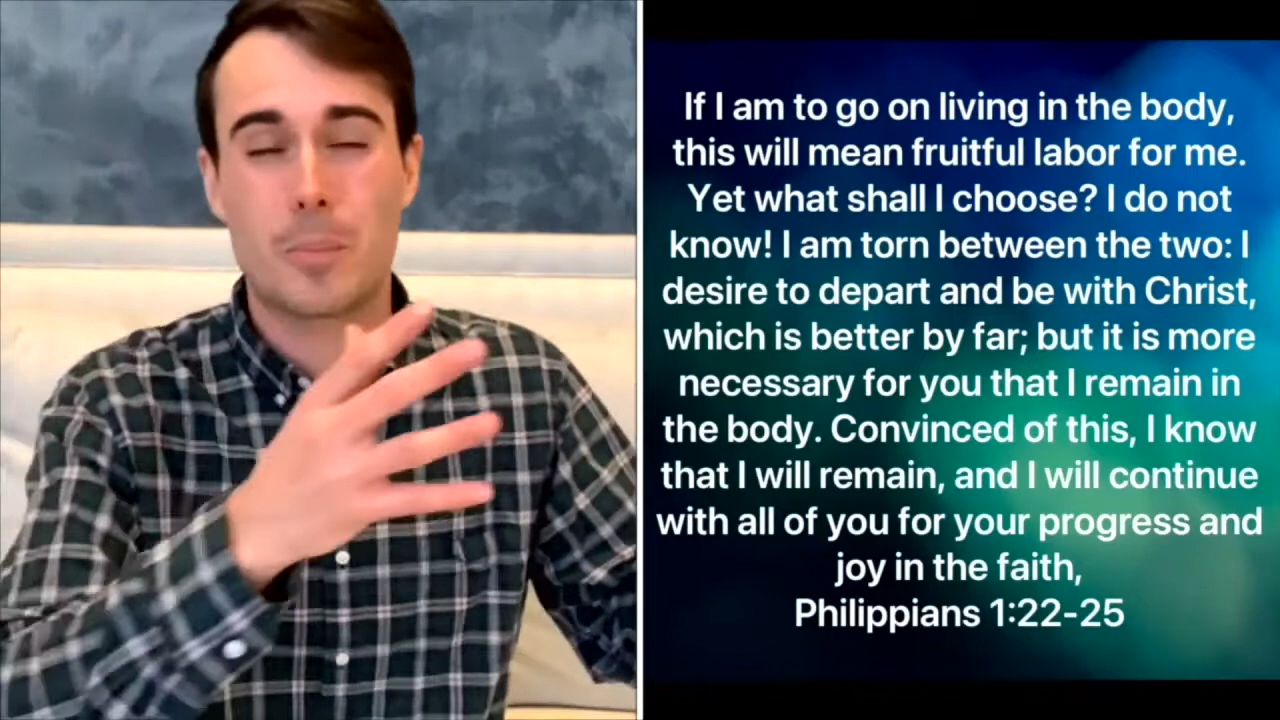 If I am to go on living in the body,
this will mean fruitful labor for me.
Yet what shall I choose? I do not
know! I am torn between the two: I
desire to depart and be with Christ,
which is better by far; but it is more
necessary for you that I remain in
the body. Convinced of this, I know
that I will remain, and I will continue
with all of you for your progress and
joy in the faith,
Philippians 1:22-25